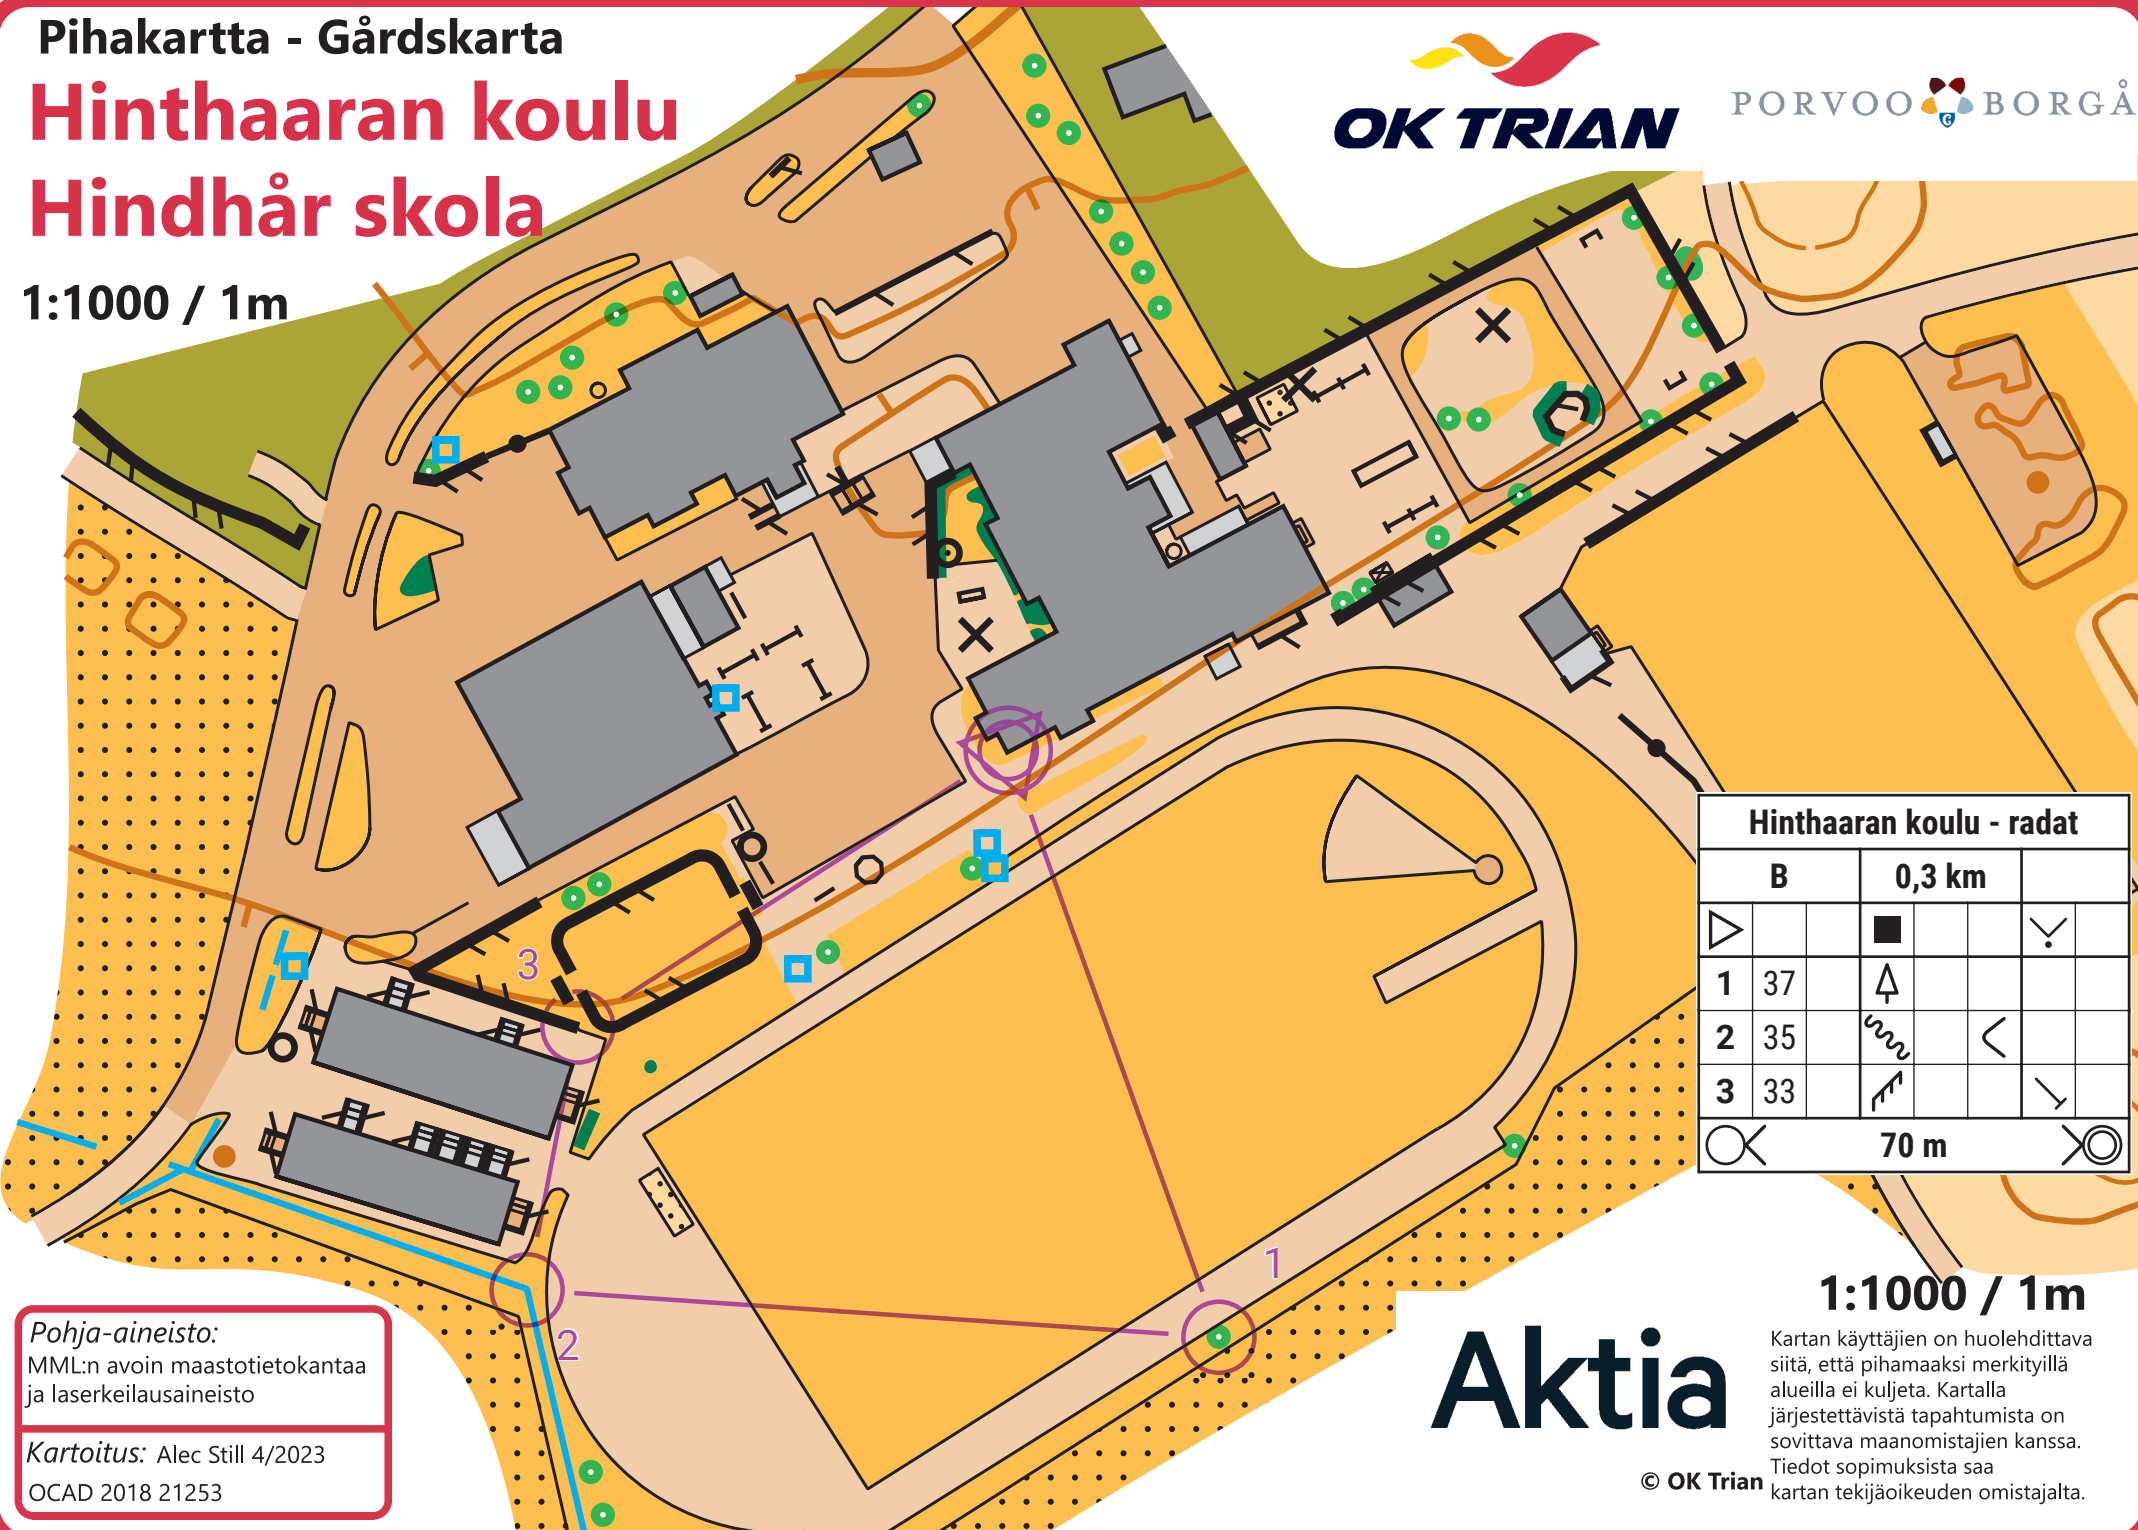 Pihakartta - Gårdskarta
Hinthaaran koulu
Hindhår skola
1:1000 / 1m
OK TRIAN
PORVOO BORGÅ
3
1
2
Hinthaaran koulu - radat
B 0,3 km
1 37
2 35
3 33
70 m
Pohja-aineisto:
MML:n avoin maastotietokantaa
ja laserkeilausaineisto
Kartoitus: Alec Still 4/2023
OCAD 2018 21253
1:1000 / 1m
Aktia
Kartan käyttäjien on huolehdittava
siitä, että pihamaaksi merkityillä
alueilla ei kuljeta. Kartalla
järjestettävistä tapahtumista on
sovittava maanomistajien kanssa.
Tiedot sopimuksista saa
kartan tekijäoikeuden omistajalta.
© OK Trian